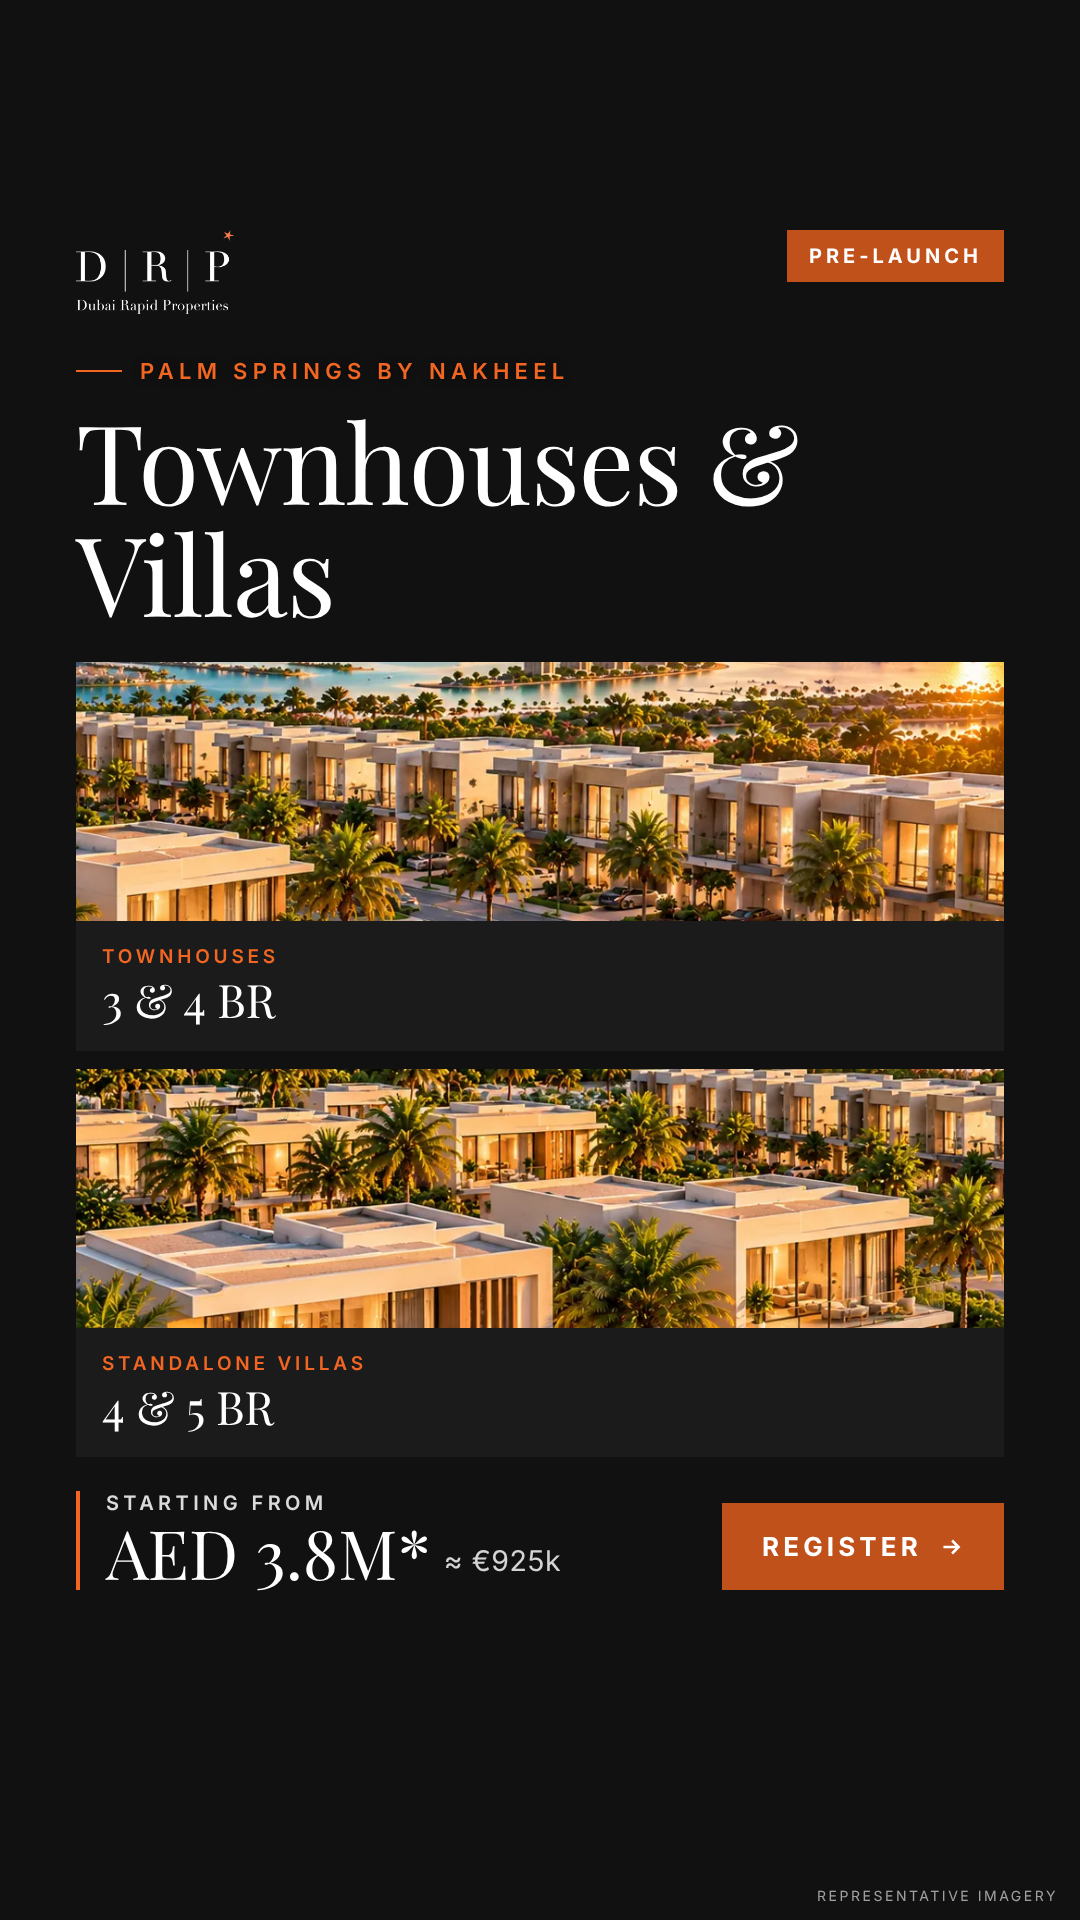 D | R | P
Dubai Rapid Properties
PRE-LAUNCH
PALM SPRINGS BY NAKHEEL
Townhouses &
Villas
TOWNHOUSES
3 & 4 BR
STANDALONE VILLAS
4 & 5 BR
STARTING FROM
AED 3.8M* ≈ €925k
REGISTER →
REPRESENTATIVE IMAGERY